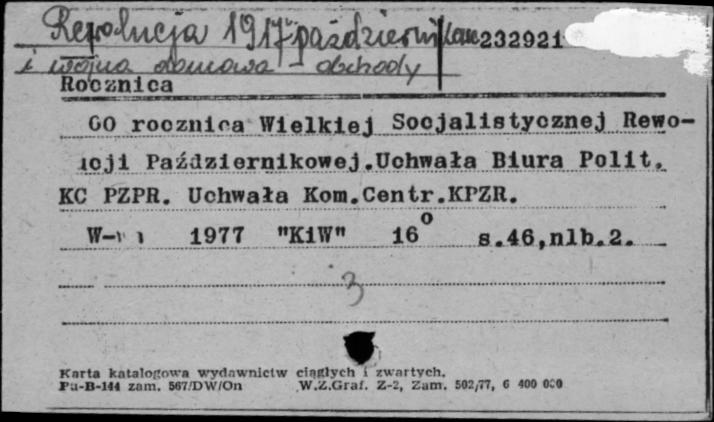 Rewolucja 1917 październikowa 232921
i wojna domowa - obchody
Rocznica
60 rocznica Wielkiej Socjalistycznej Rewo-
lucji Październikowej.Uchwała Biura Polit.
KC PZPR. Uchwała Kom.Centr.KPZR.
W-wa 1977 "KiW" 16° s.46,nlb.2.
3
Karta katalogowa wydawnictw ciągłych i zwartych.
Pu-B-144 zam. 567/DW/On W.Z.Graf. Z-2, Zam. 502/77, 6 400 000